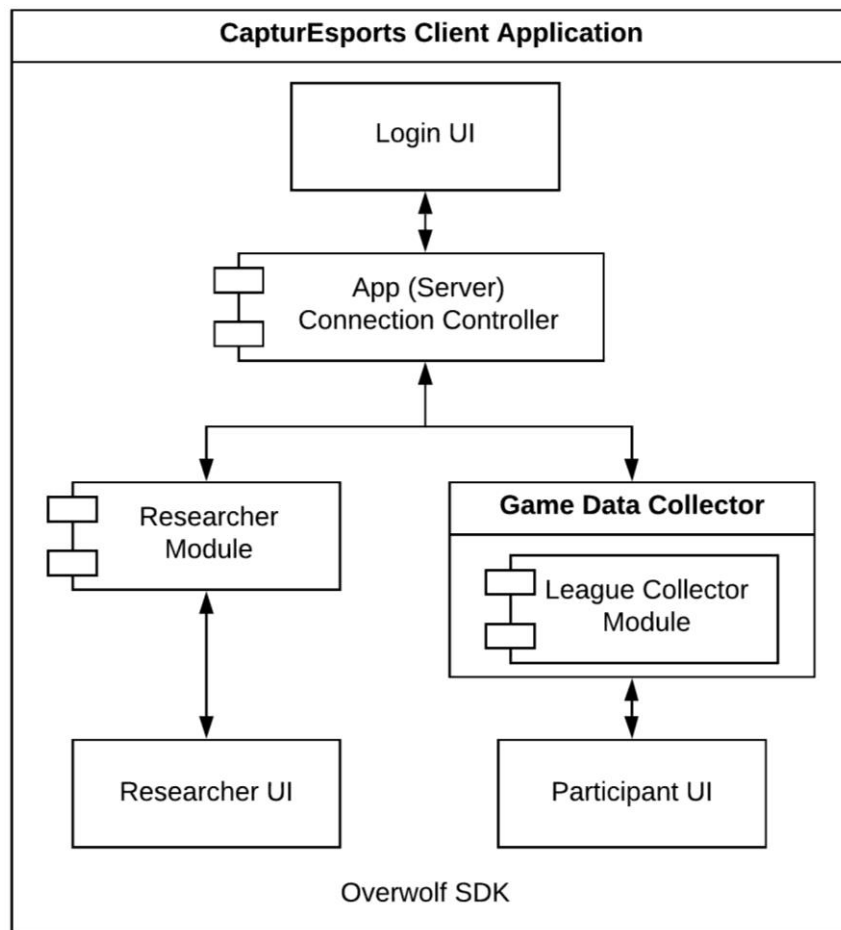 CapturEsports Client Application
Login UI
App (Server)
Connection Controller
Researcher
Module
Game Data Collector
League Collector
Module
Researcher UI
Participant UI
Overwolf SDK